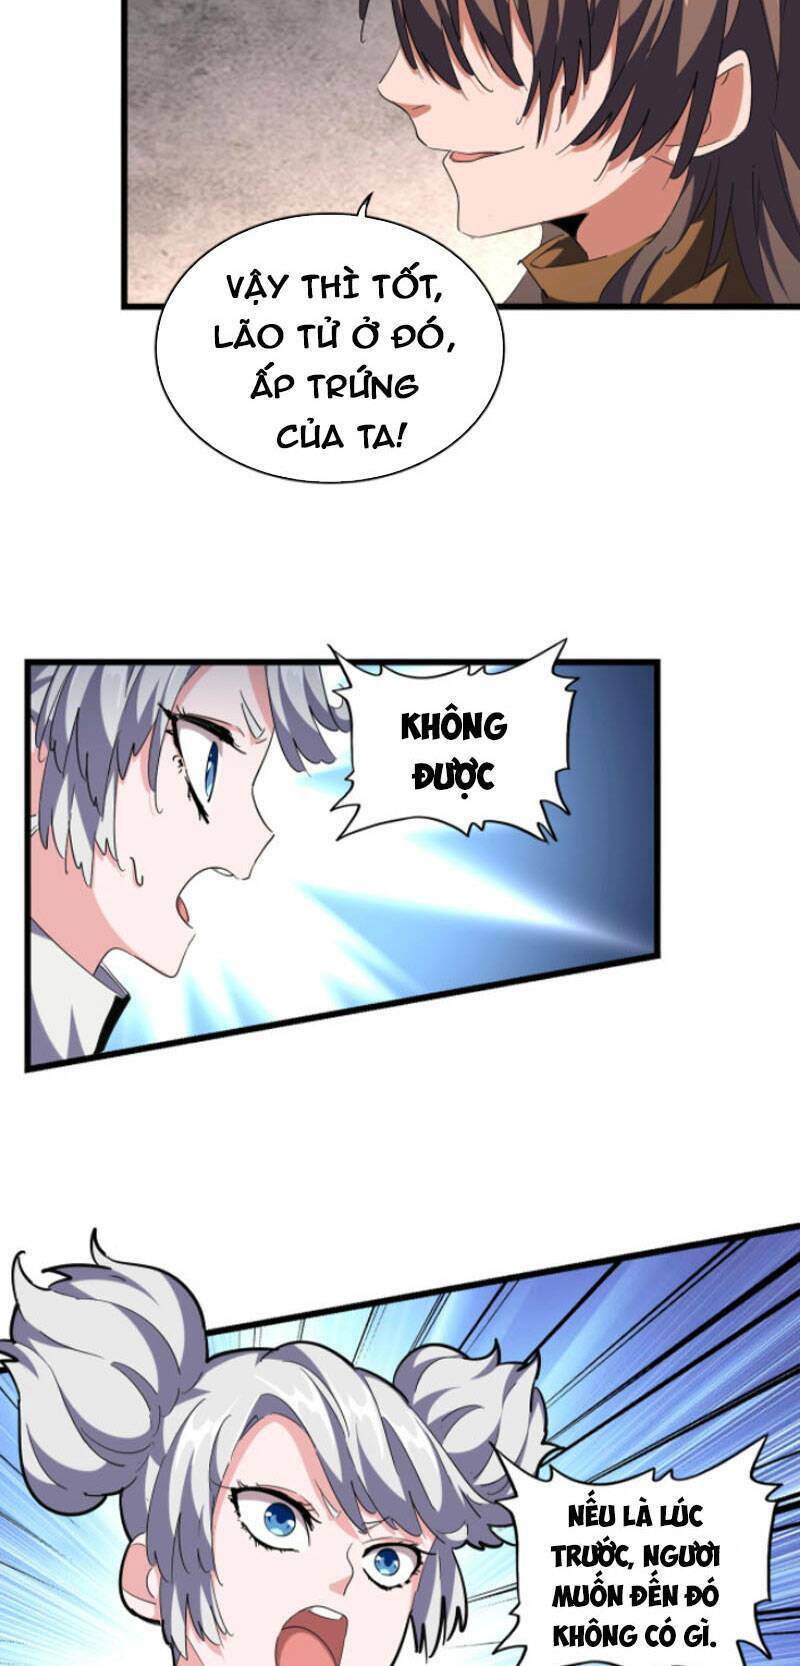 VẬY THÌ TỐT,
LÃO TỬ Ở ĐÓ,
ẤP TRỨNG
CỦA TA!
KHÔNG
ĐƯỢC
NẾU LÀ LÚC
TRƯỚC, NGƯƠI
MUỐN ĐẾN ĐÓ
KHÔNG CÓ GÌ.